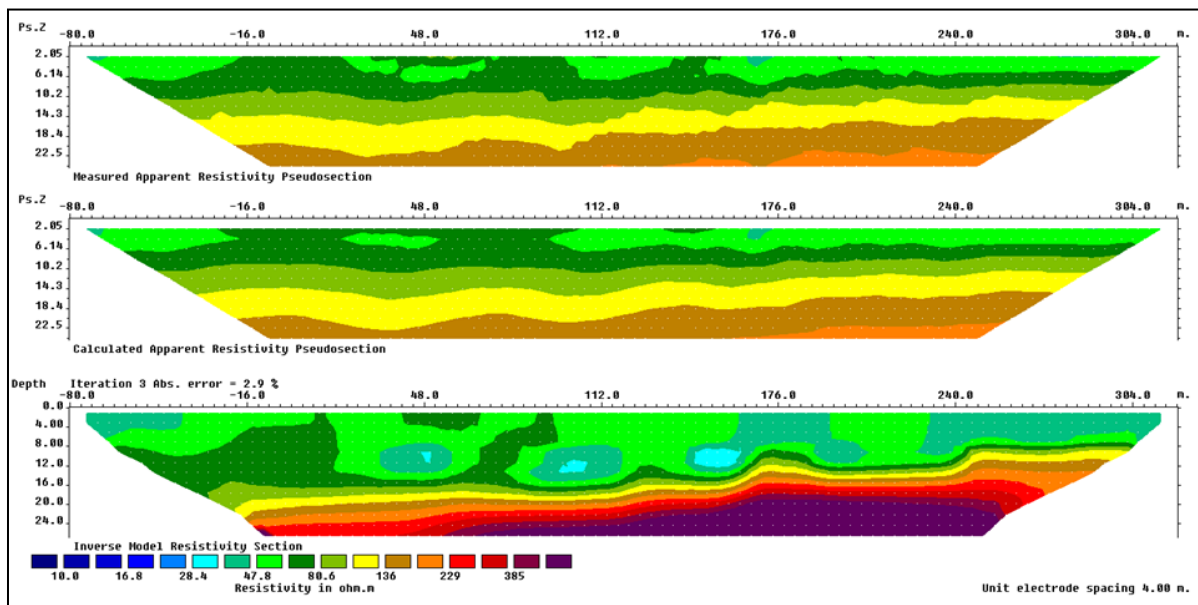 Ps.Z -80.0 -16.0 48.0 112.0 176.0 240.0 304.0 m.
2.05
6.14
10.2
14.3
18.4
22.5
Measured Apparent Resistivity Pseudosection
Ps.Z -80.0 -16.0 48.0 112.0 176.0 240.0 304.0 m.
2.05
6.14
10.2
14.3
18.4
22.5
Calculated Apparent Resistivity Pseudosection
Depth Iteration 3 Abs. error = 2.9 %
-80.0 -16.0 48.0 112.0 176.0 240.0 304.0 m.
0.0
8.00
12.0
16.0
20.0
24.0
Inverse Model Resistivity Section
10.0 16.8 28.4 47.8 80.6 136 229 385
Resistivity in ohm.m Unit electrode spacing 4.00 m.